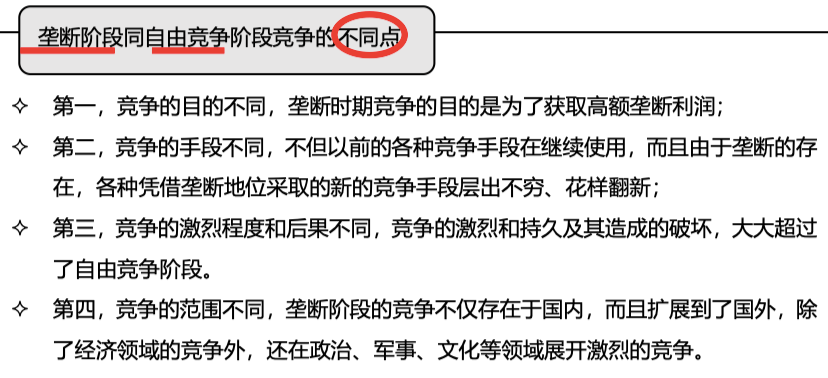 垄断阶段同自由竞争阶段竞争的不同点
✧ 第一，竞争的目的不同，垄断时期竞争的目的是为了获取高额垄断利润；
✧ 第二，竞争的手段不同，不但以前的各种竞争手段在继续使用，而且由于垄断的存
在，各种凭借垄断地位采取的新的竞争手段层出不穷、花样翻新；
✧ 第三，竞争的激烈程度和后果不同，竞争的激烈和持久及其造成的破坏，大大超过
了自由竞争阶段。
✧ 第四，竞争的范围不同，垄断阶段的竞争不仅存在于国内，而且扩展到了国外，除
了经济领域的竞争外，还在政治、军事、文化等领域展开激烈的竞争。